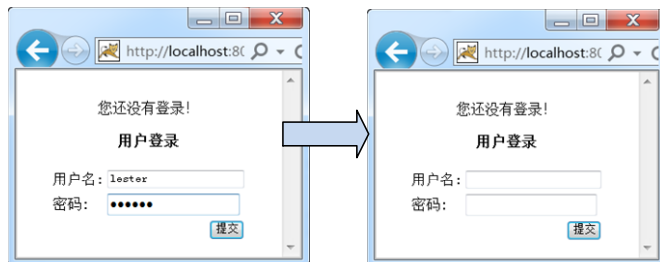 http://localhost:80
您还没有登录!
用户登录
用户名: lester
密码: ••••••
提交
http://localhost:80
您还没有登录!
用户登录
用户名:
密码:
提交